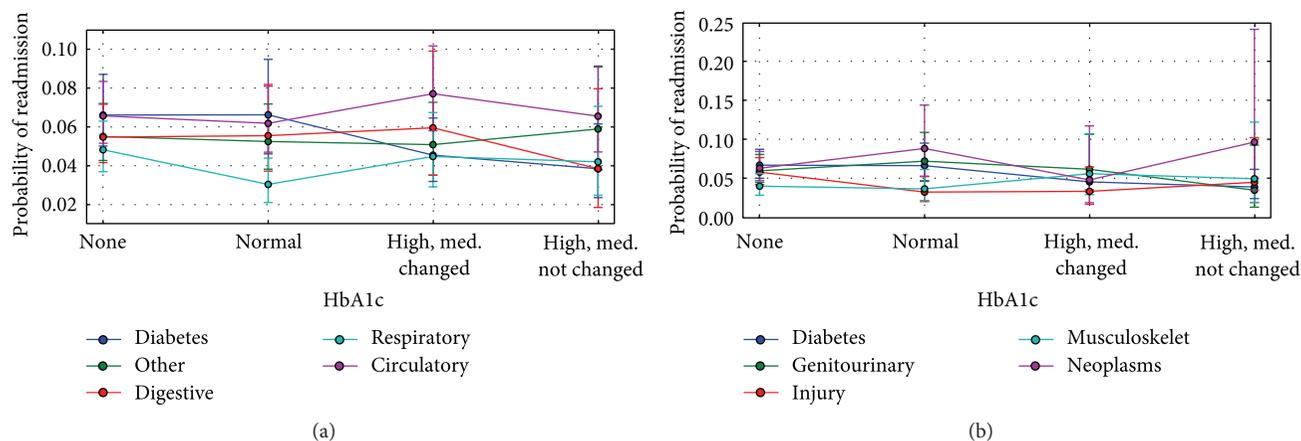 Probability of readmission
0.10
0.08
0.06
0.04
0.02
None
Normal
High, med.
changed
High, med.
not changed
HbA1c
Diabetes
Other
Digestive
Respiratory
Circulatory
(a)
Probability of readmission
0.25
0.20
0.15
0.10
0.05
0.00
None
Normal
High, med.
changed
High, med.
not changed
HbA1c
Diabetes
Genitourinary
Injury
Musculoskelet
Neoplasms
(b)